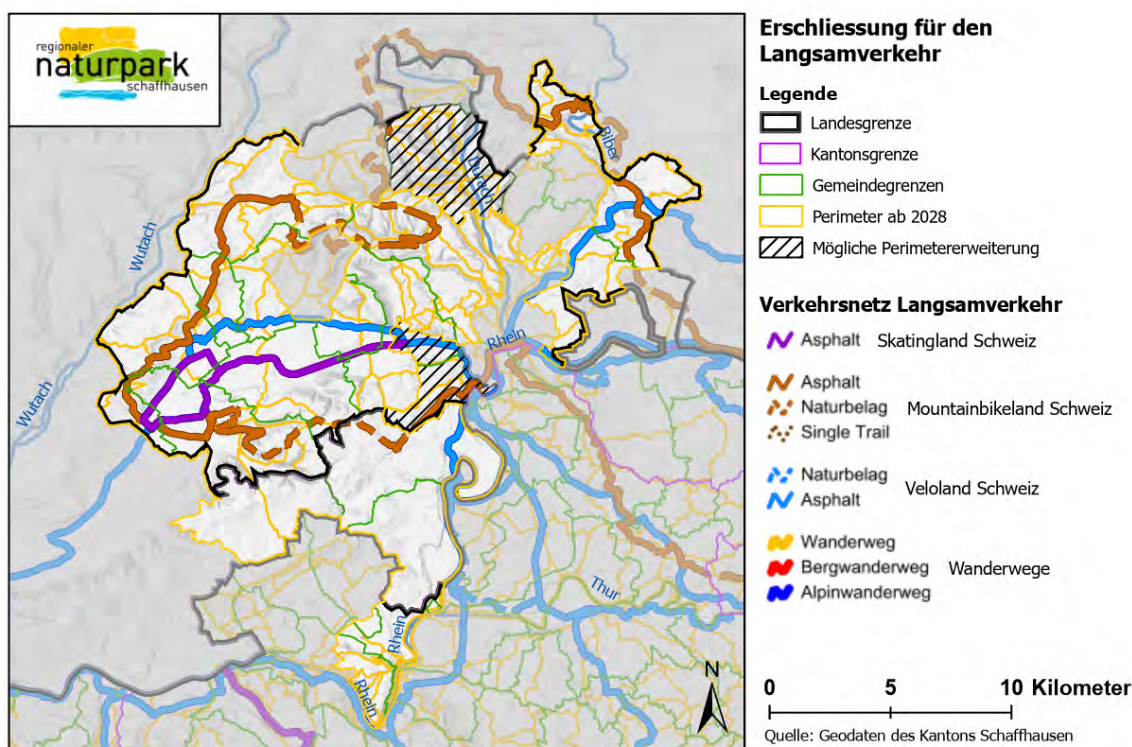 regionaler
naturpark
schaffhausen
Wutach
Wutach
Durach
Biber
Rhein
Thur
Rhein
Rhein
Erschliessung für den
Langsamverkehr
Legende
Landesgrenze
Kantonsgrenze
Gemeindegrenzen
Perimeter ab 2028
Mögliche Perimetererweiterung
Verkehrsnetz Langsamverkehr
Asphalt Skatingland Schweiz
Asphalt
Naturbelag Mountainbikeland Schweiz
Single Trail
Naturbelag
Asphalt Veloland Schweiz
Wanderweg
Bergwanderweg Wanderwege
Alpinwanderweg
N
0 5 10 Kilometer
Quelle: Geodaten des Kantons Schaffhausen